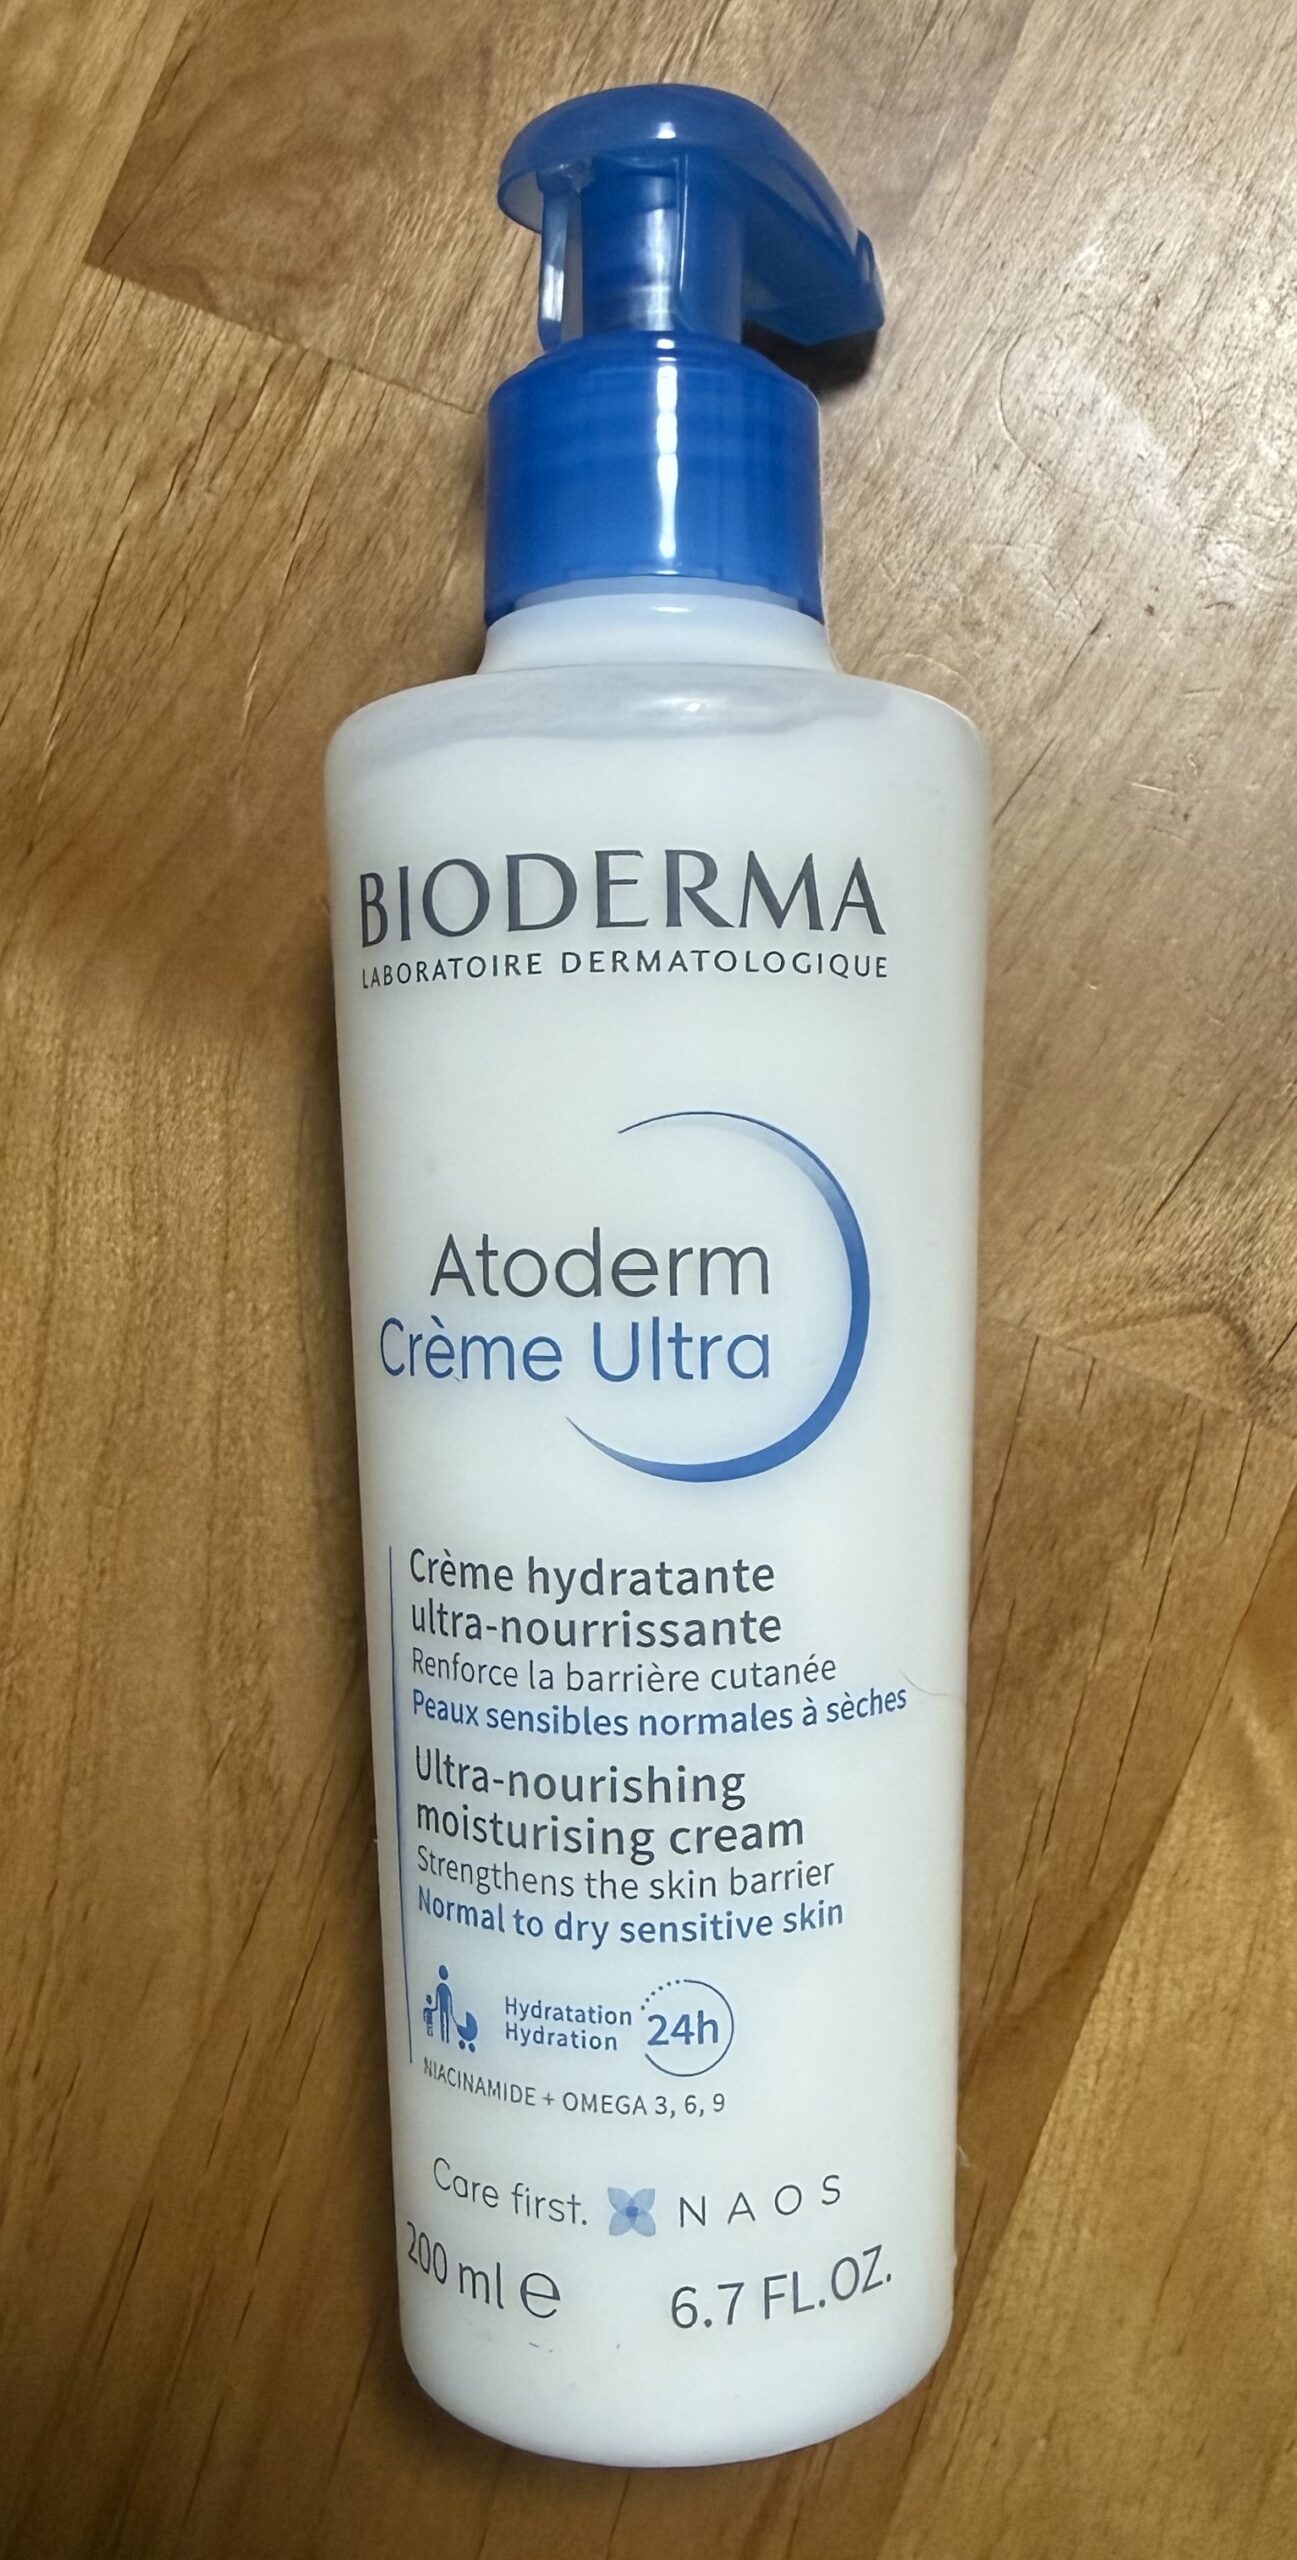 BIODERMA
LABORATOIRE DERMATOLOGIQUE
Atoderm
Crème Ultra
Crème hydratante
ultra-nourrissante
Renforce la barrière cutanée
Peaux sensibles normales à sèches
Ultra-nourishing
moisturising cream
Strengthens the skin barrier
Normal to dry sensitive skin
Hydratation
Hydration
24h
NIACINAMIDE + OMEGA 3, 6, 9
Care first. NAOS
200 ml e 6.7 FL.OZ.